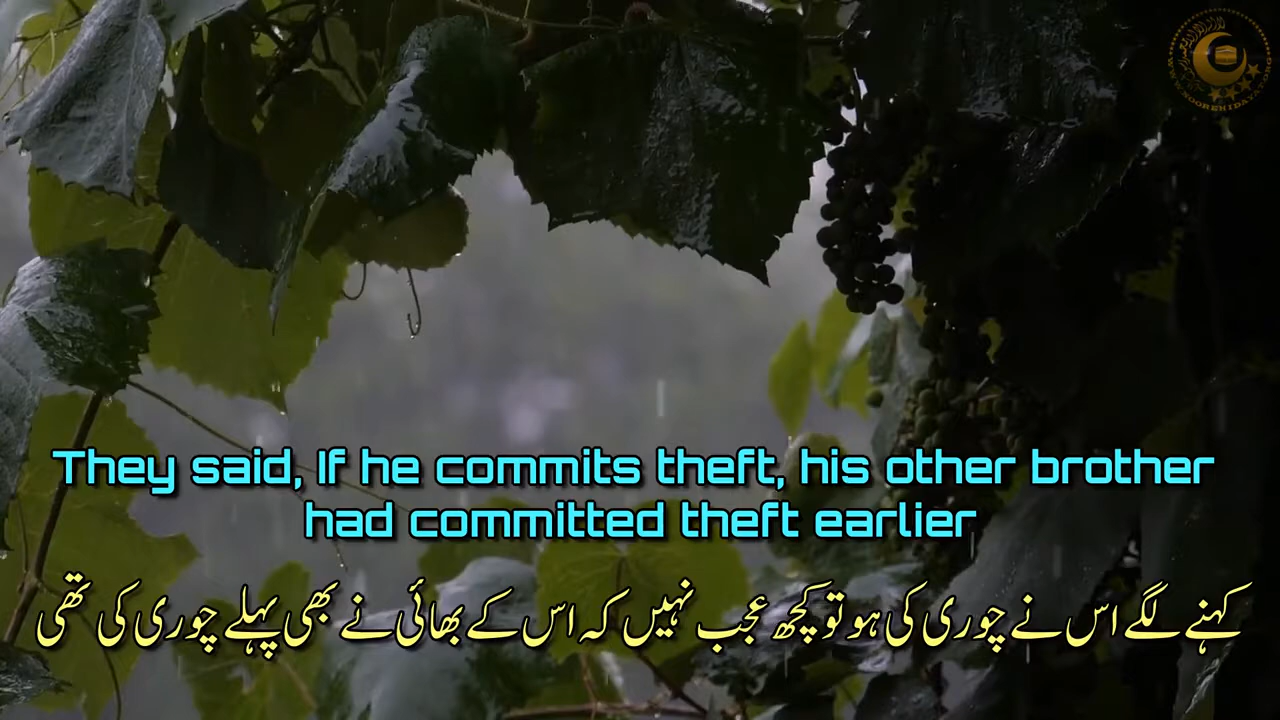 They said, If he commits theft, his other brother
had committed theft earlier
کہنے لگے اس نے چوری کی ہو تو کچھ عجب نہیں کہ اس کے بھائی نے بھی پہلے چوری کی تھی